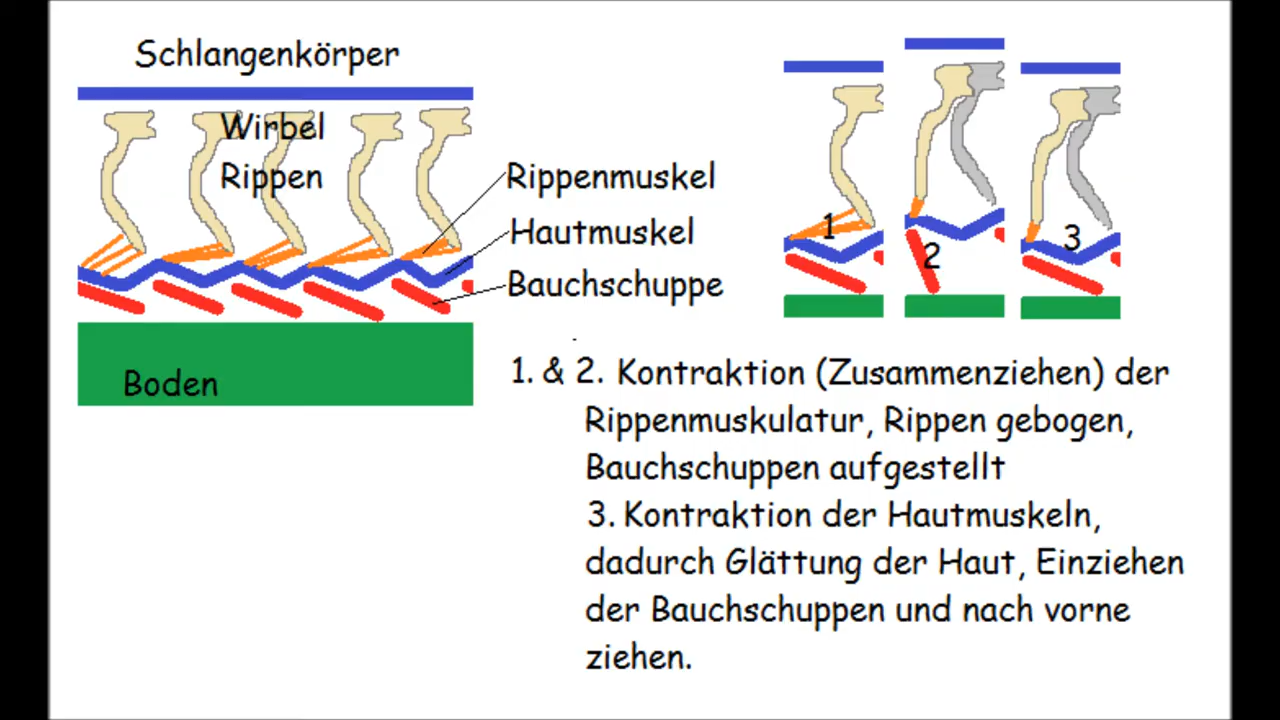 Schlangenkörper
Wirbel
Rippen
Rippenmuskel
Hautmuskel
Bauchschuppe
Boden
1
2
3
1. & 2. Kontraktion (Zusammenziehen) der
Rippenmuskulatur, Rippen gebogen,
Bauchschuppen aufgestellt
3. Kontraktion der Hautmuskeln,
dadurch Glättung der Haut, Einziehen
der Bauchschuppen und nach vorne
ziehen.